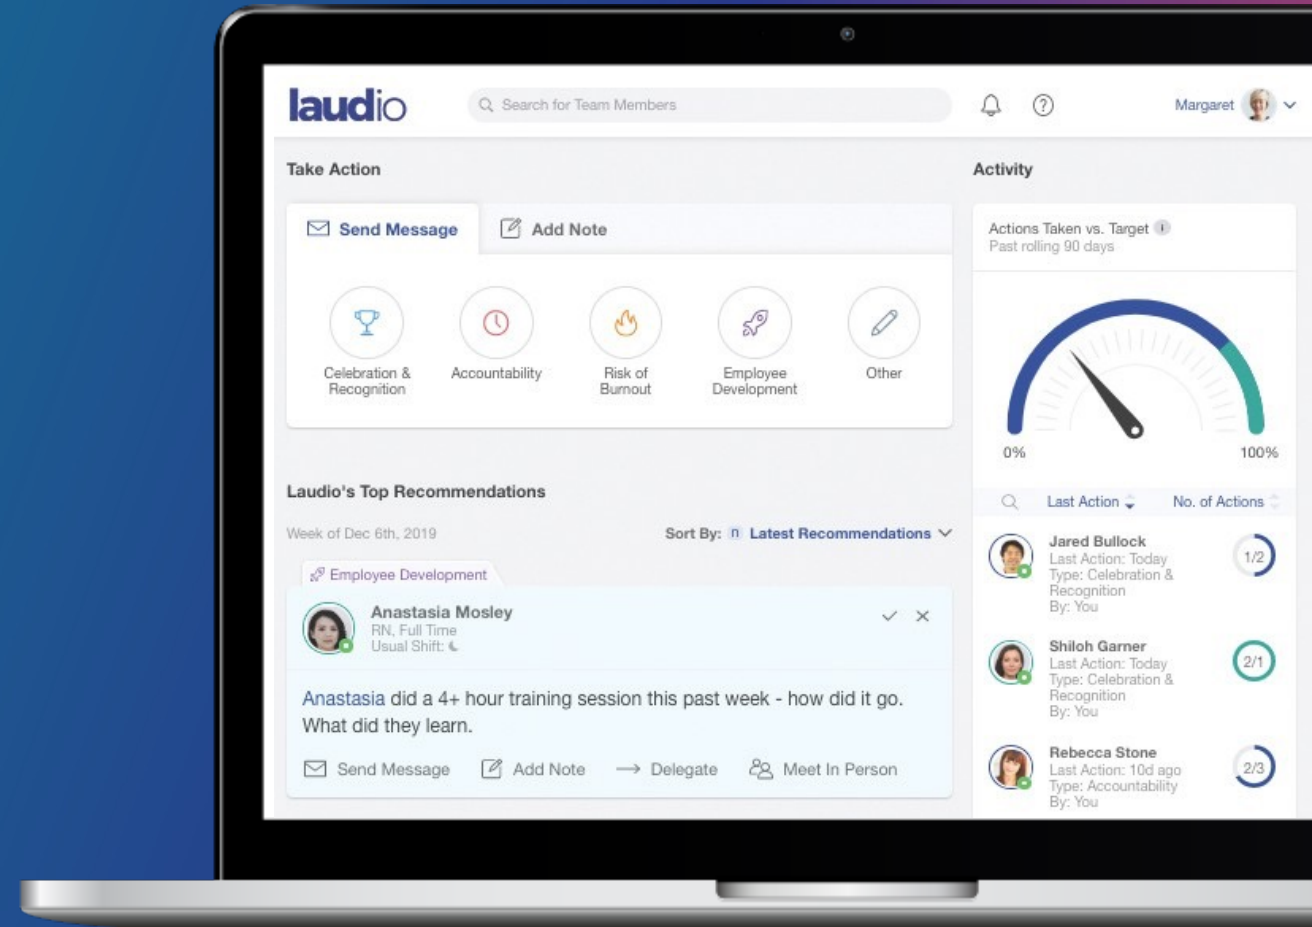 laudio
Search for Team Members
Margaret
Take Action
Send Message
Add Note
Celebration &
Recognition
Accountability
Risk of
Burnout
Employee
Development
Other
Laudio's Top Recommendations
Week of Dec 6th, 2019
Sort By: n Latest Recommendations
Employee Development
Anastasia Mosley
RN, Full Time
Usual Shift:
Anastasia did a 4+ hour training session this past week - how did it go.
What did they learn.
Send Message
Add Note
Delegate
Meet In Person
Activity
Actions Taken vs. Target i
Past rolling 90 days
0%
100%
Last Action
No. of Actions
Jared Bullock
Last Action: Today
Type: Celebration &
Recognition
By: You
1/2
Shiloh Garner
Last Action: Today
Type: Celebration &
Recognition
By: You
2/1
Rebecca Stone
Last Action: 10d ago
Type: Accountability
By: You
2/3